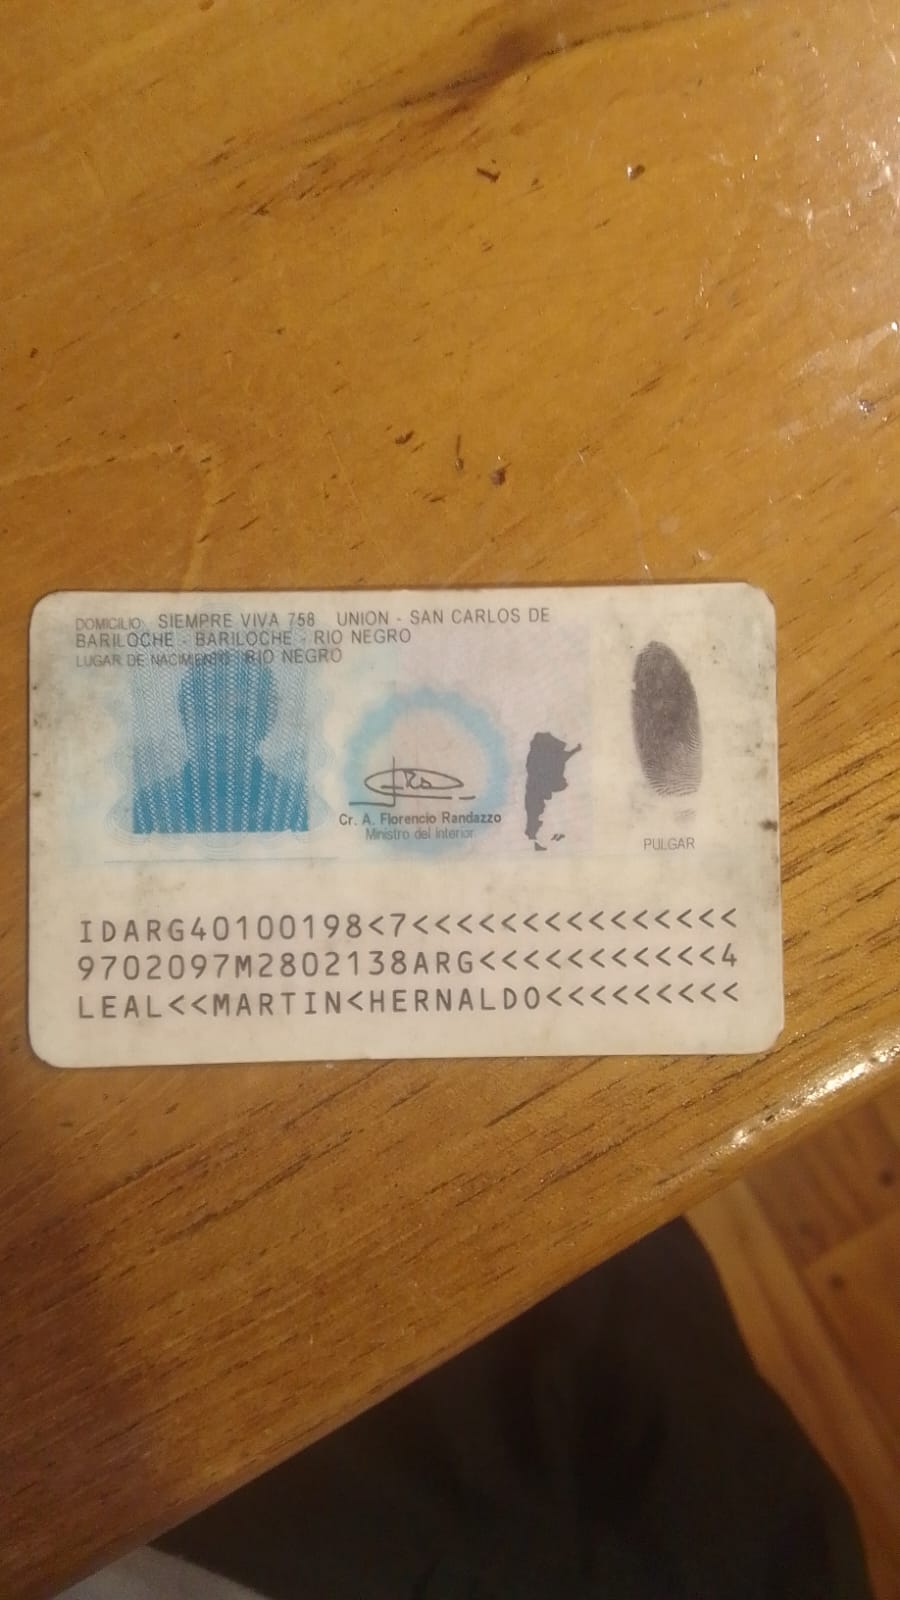 DOMICILIO: SIEMPRE VIVA 758 UNION - SAN CARLOS DE
BARILOCHE - BARILOCHE - RIO NEGRO
LUGAR DE NACIMIENTO: RIO NEGRO
Cr. A. Florencio Randazzo
Ministro del Interior
PULGAR
IDARG40100198<7<<<<<<<<<<<<<<<
9702097M2802138ARG<<<<<<<<<<<4
LEAL<<MARTIN<HERNALDO<<<<<<<<<